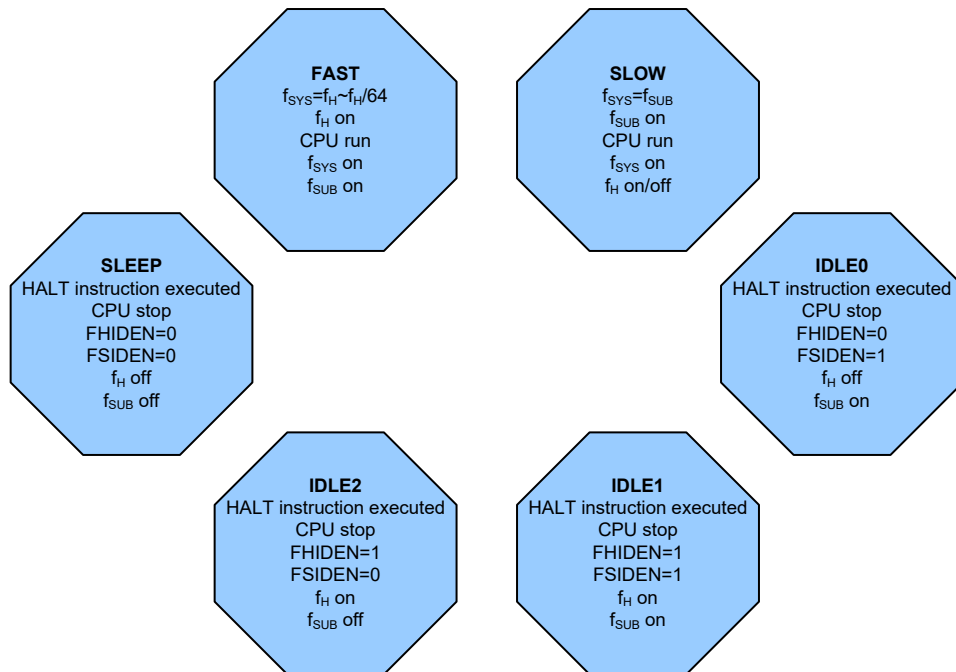 FAST
fSYS=fH~fH/64
fH on
CPU run
fSYS on
fSUB on
SLOW
fSYS=fSUB
fSUB on
CPU run
fSYS on
fH on/off
SLEEP
HALT instruction executed
CPU stop
FHIDEN=0
FSIDEN=0
fH off
fSUB off
IDLE0
HALT instruction executed
CPU stop
FHIDEN=0
FSIDEN=1
fH off
fSUB on
IDLE2
HALT instruction executed
CPU stop
FHIDEN=1
FSIDEN=0
fH on
fSUB off
IDLE1
HALT instruction executed
CPU stop
FHIDEN=1
FSIDEN=1
fH on
fSUB on